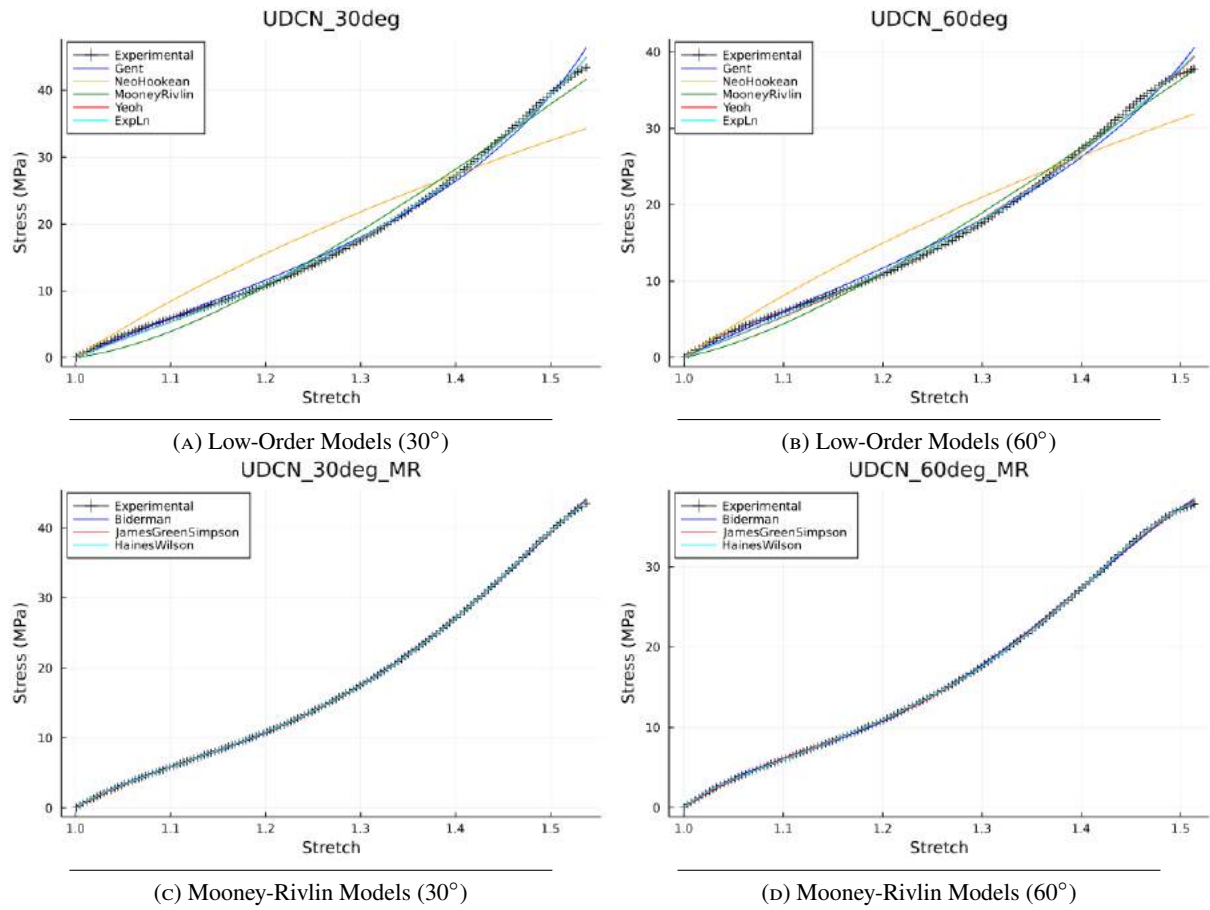 UDCN_30deg
Experimental
Gent
NeoHookean
MooneyRivlin
Yeoh
ExpLn
Stress (MPa)
40
30
20
10
0
1.0 1.1 1.2 1.3 1.4 1.5
Stretch
(A) Low-Order Models (30°)
UDCN_60deg
Experimental
Gent
NeoHookean
MooneyRivlin
Yeoh
ExpLn
Stress (MPa)
40
30
20
10
0
1.0 1.1 1.2 1.3 1.4 1.5
Stretch
(B) Low-Order Models (60°)
UDCN_30deg_MR
Experimental
Biderman
JamesGreenSimpson
HainesWilson
Stress (MPa)
40
30
20
10
0
1.0 1.1 1.2 1.3 1.4 1.5
Stretch
(C) Mooney-Rivlin Models (30°)
UDCN_60deg_MR
Experimental
Biderman
JamesGreenSimpson
HainesWilson
Stress (MPa)
30
20
10
0
1.0 1.1 1.2 1.3 1.4 1.5
Stretch
(D) Mooney-Rivlin Models (60°)